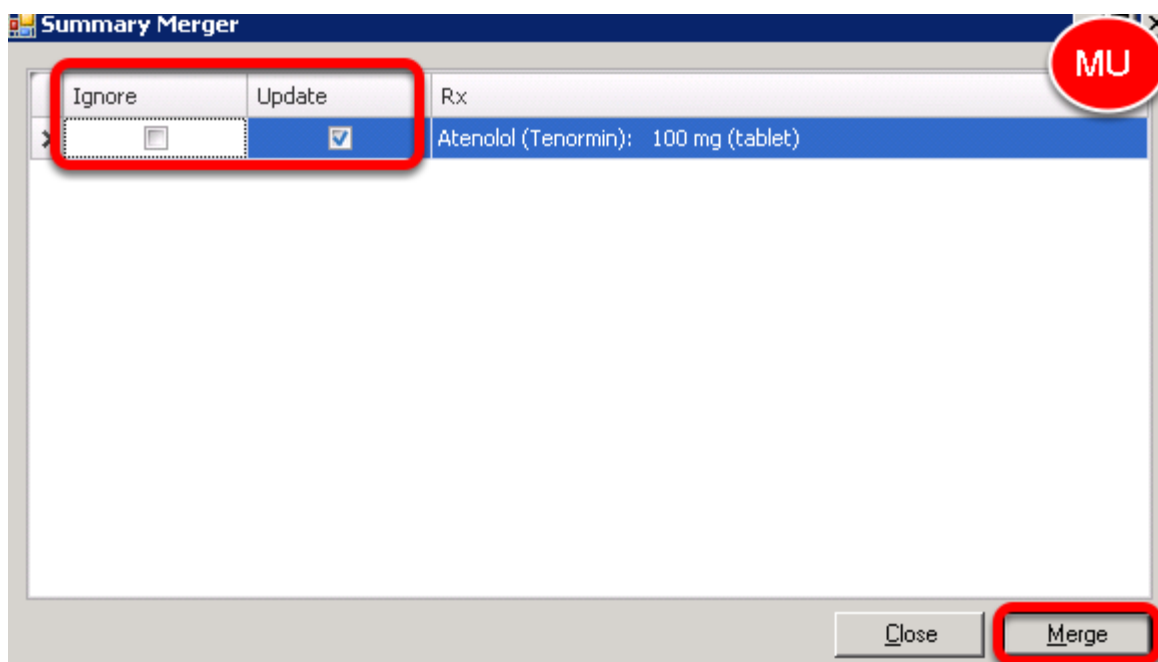 Summary Merger
MU
Ignore Update Rx
Atenolol (Tenormin): 100 mg (tablet)
Close Merge